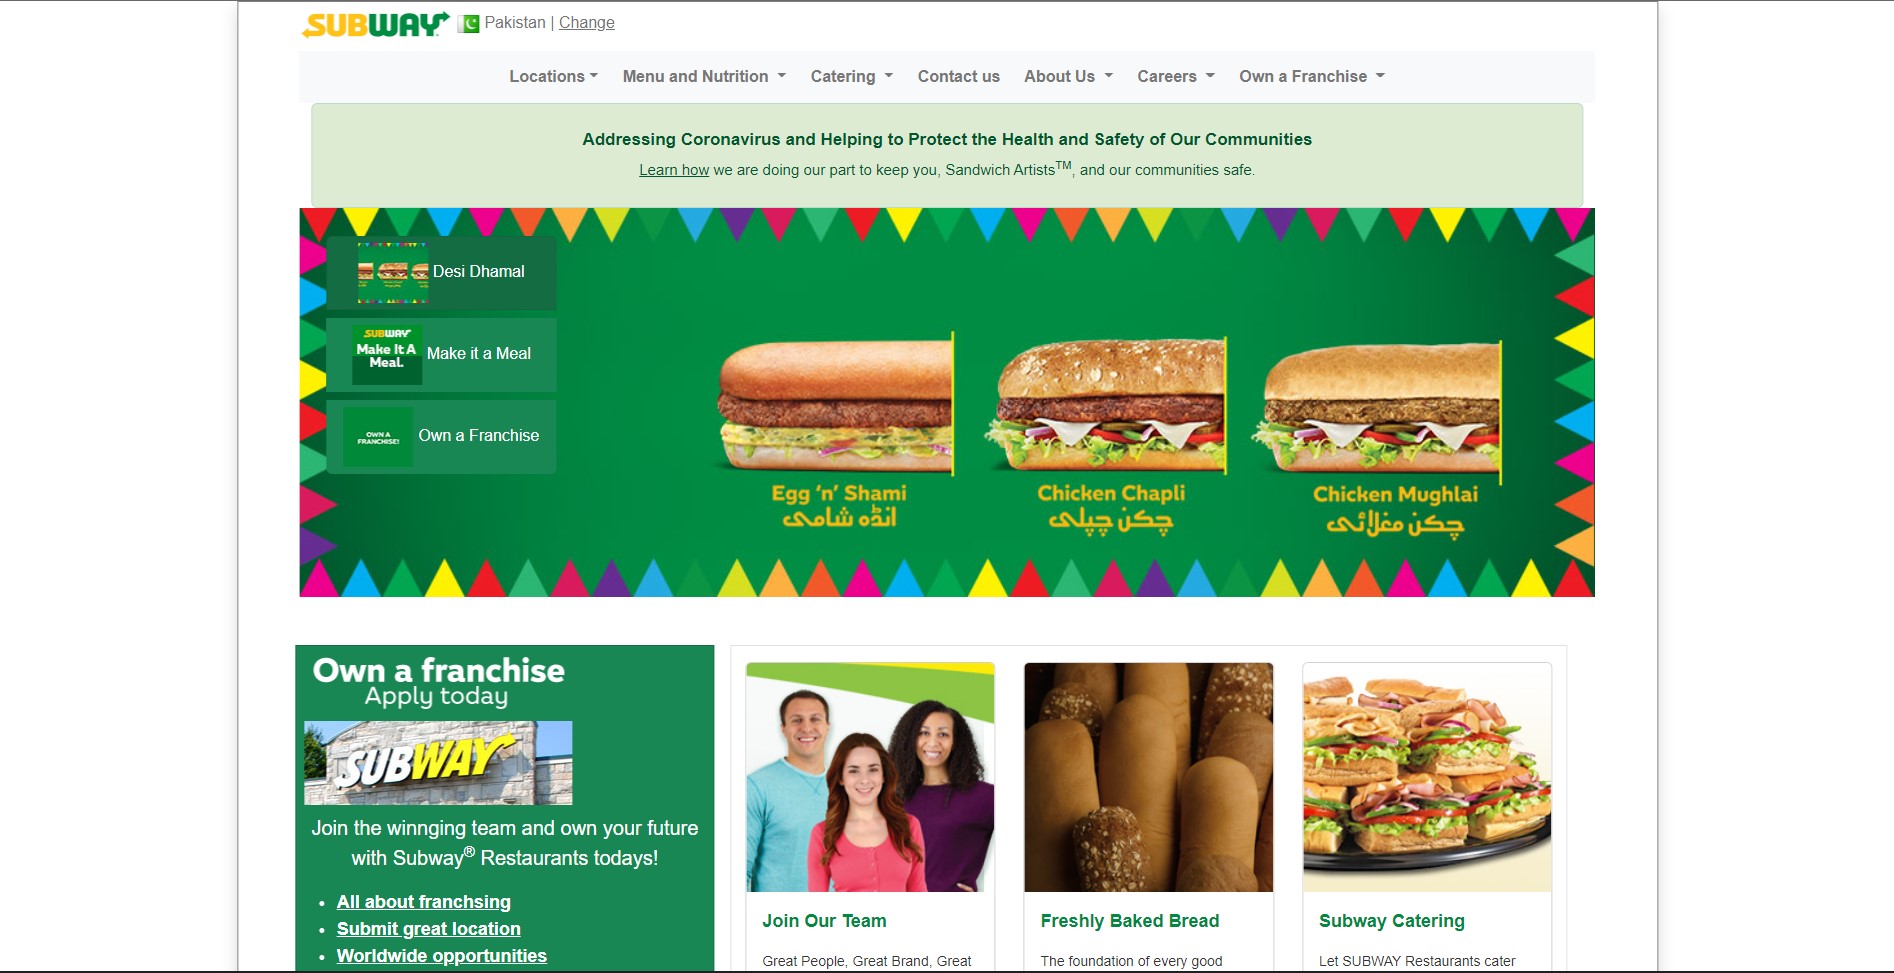 SUBWAY Pakistan | Change
Locations Menu and Nutrition Catering Contact us About Us Careers Own a Franchise
Addressing Coronavirus and Helping to Protect the Health and Safety of Our Communities
Learn how we are doing our part to keep you, Sandwich Artists™, and our communities safe.
Desi Dhamal
SUBWAY
Make It A
Meal.
Make it a Meal
OWN A
FRANCHISE!
Own a Franchise
Egg 'n' Shami
انڈہ شامی
Chicken Chapli
چکن چپلی
Chicken Mughlai
چکن مغلائی
Own a franchise
Apply today
SUBWAY
Join the winnging team and own your future
with Subway® Restaurants todays!
• All about franchsing
• Submit great location
• Worldwide opportunities
Join Our Team
Great People, Great Brand, Great
Freshly Baked Bread
The foundation of every good
Subway Catering
Let SUBWAY Restaurants cater